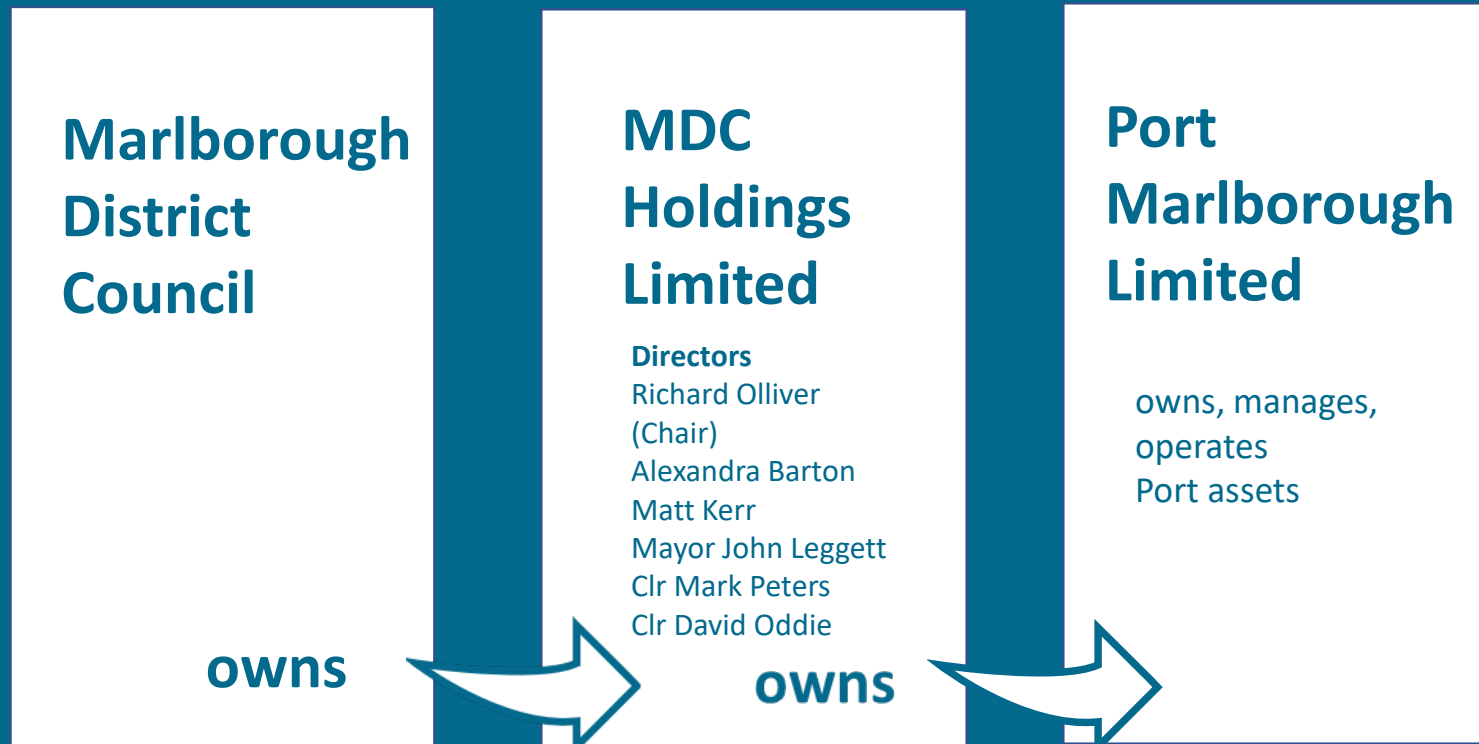 Marlborough
District
Council
owns
MDC
Holdings
Limited
Directors
Richard Olliver
(Chair)
Alexandra Barton
Matt Kerr
Mayor John Leggett
Clr Mark Peters
Clr David Oddie
owns
Port
Marlborough
Limited
owns, manages,
operates
Port assets